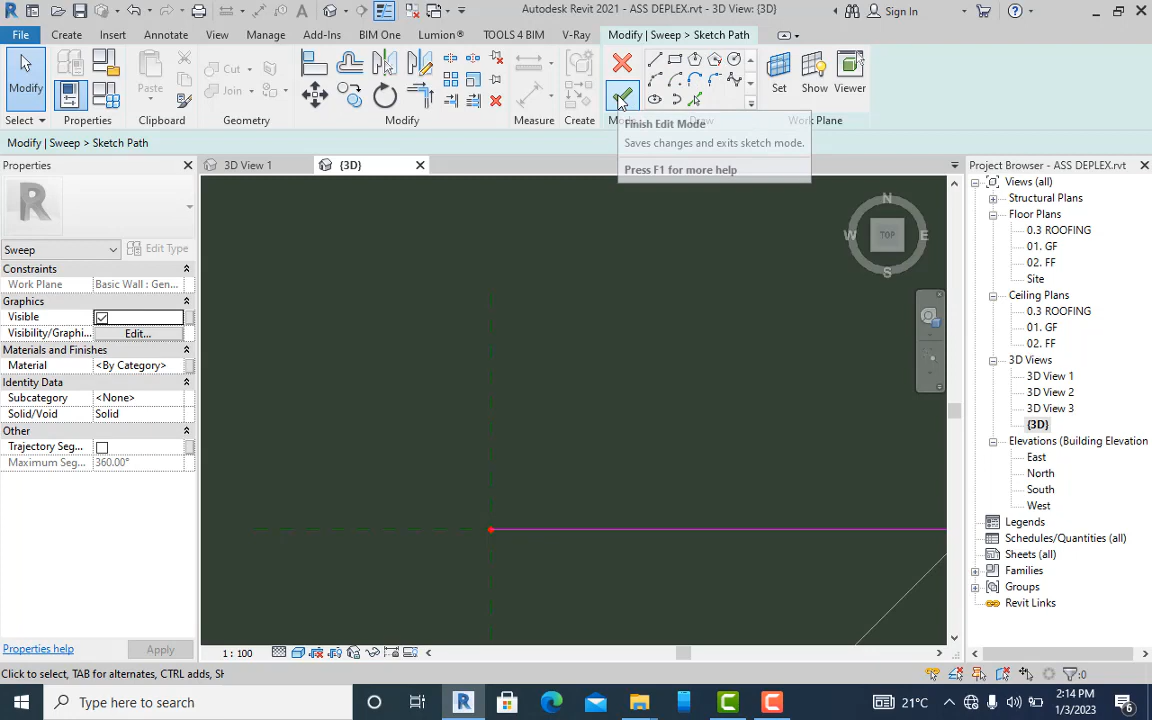 Autodesk Revit 2021 - ASS DEPLEX.rvt - 3D View: {3D}
Sign In
File
Create
Insert
Annotate
View
Manage
Add-Ins
BIM One
Lumion®
TOOLS 4 BIM
V-Ray
Modify | Sweep > Sketch Path
Modify
Paste
Cut
Join
Set
Show
Viewer
Select
Properties
Clipboard
Geometry
Modify
Measure
Create
Draw
Work Plane
Finish Edit Mode
Saves changes and exits sketch mode.
Press F1 for more help
Modify | Sweep > Sketch Path
Properties
3D View 1
{3D}
Project Browser - ASS DEPLEX.rvt
Sweep
Edit Type
Constraints
Work Plane
Basic Wall : Gen...
Graphics
Visible
Visibility/Graphi...
Edit...
Materials and Finishes
Material
<By Category>
Identity Data
Subcategory
<None>
Solid/Void
Solid
Other
Trajectory Seg...
Maximum Seg...
360.00°
Properties help
Apply
N
W
TOP
E
S
Views (all)
Structural Plans
Floor Plans
0.3 ROOFING
01. GF
02. FF
Site
Ceiling Plans
0.3 ROOFING
01. GF
02. FF
3D Views
3D View 1
3D View 2
3D View 3
{3D}
Elevations (Building Elevation
East
North
South
West
Legends
Schedules/Quantities (all)
Sheets (all)
Families
Groups
Revit Links
1 : 100
Click to select, TAB for alternates, CTRL adds, SH
:0
Type here to search
21°C
2:14 PM
1/3/2023
6